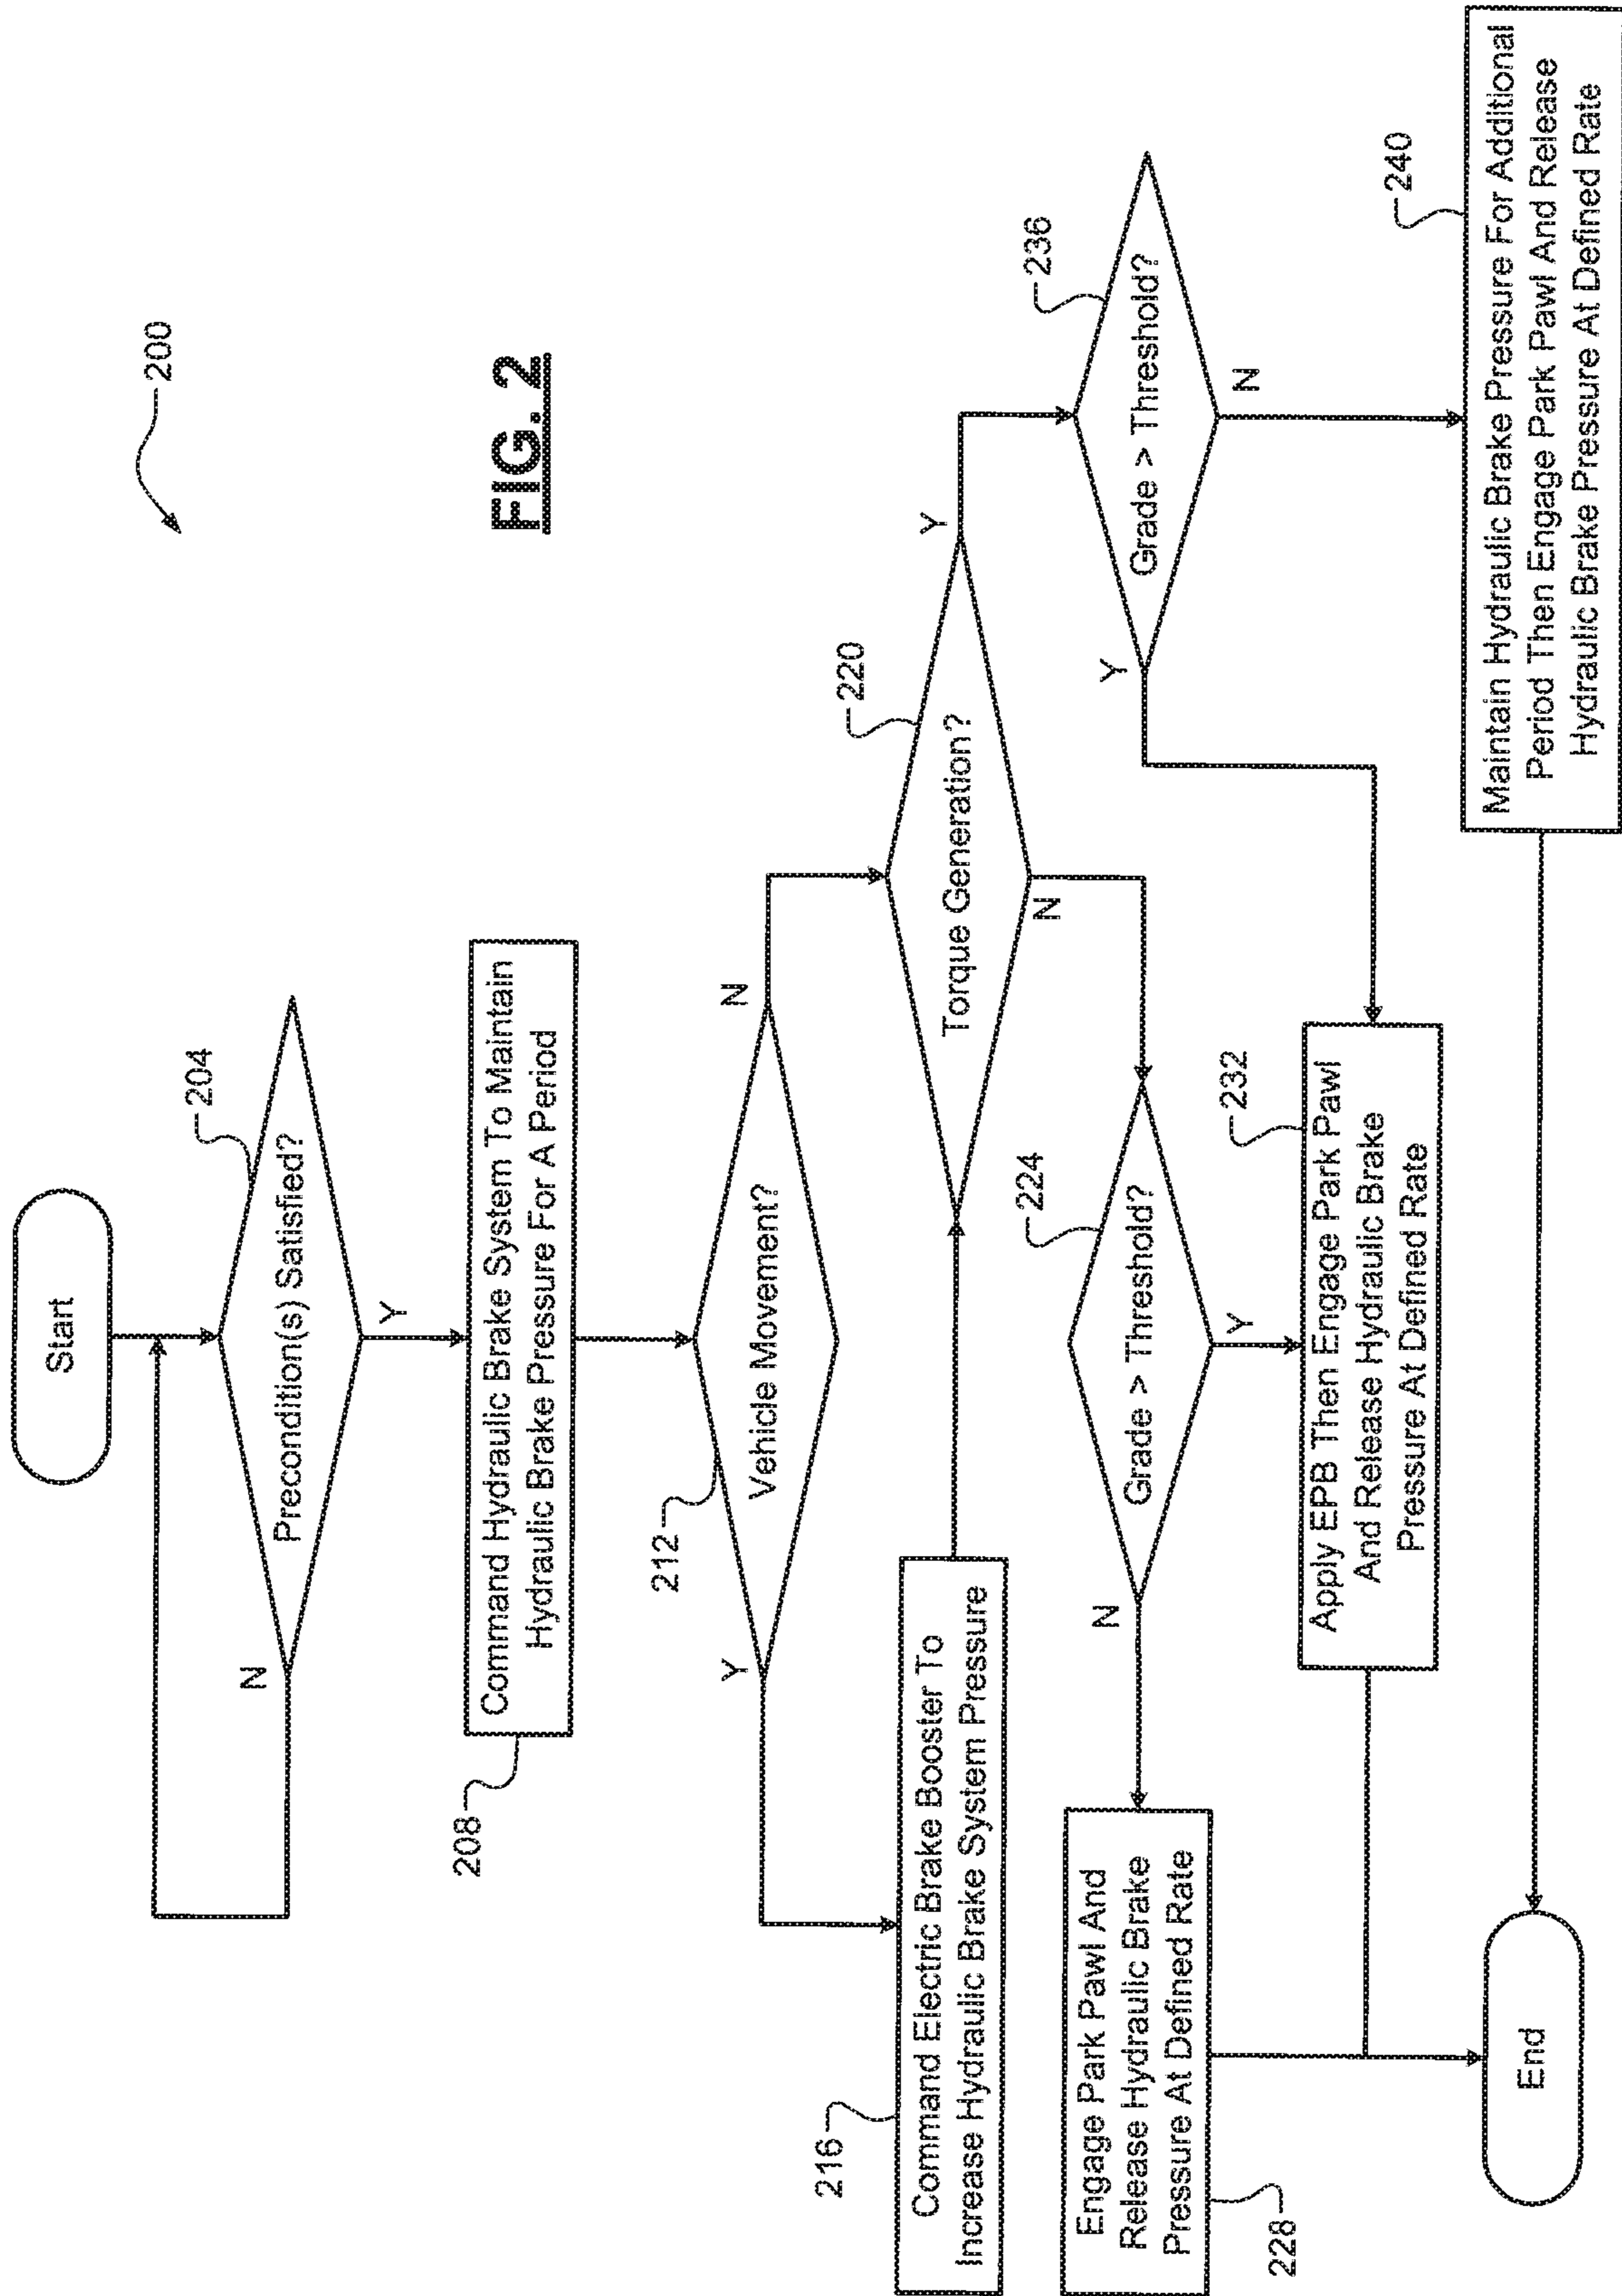 200
FIG. 2
Start
204
Precondition(s) Satisfied?
N
Y
208
Command Hydraulic Brake System To Maintain
Hydraulic Brake Pressure For A Period
212
Vehicle Movement?
Y
N
216
Command Electric Brake Booster To
Increase Hydraulic Brake System Pressure
220
Torque Generation?
Y
N
224
Grade > Threshold?
N
Y
236
Grade > Threshold?
Y
N
228
Engage Park Pawl And
Release Hydraulic Brake
Pressure At Defined Rate
232
Apply EPB Then Engage Park Pawl
And Release Hydraulic Brake
Pressure At Defined Rate
240
Maintain Hydraulic Brake Pressure For Additional
Period Then Engage Park Pawl And Release
Hydraulic Brake Pressure At Defined Rate
End